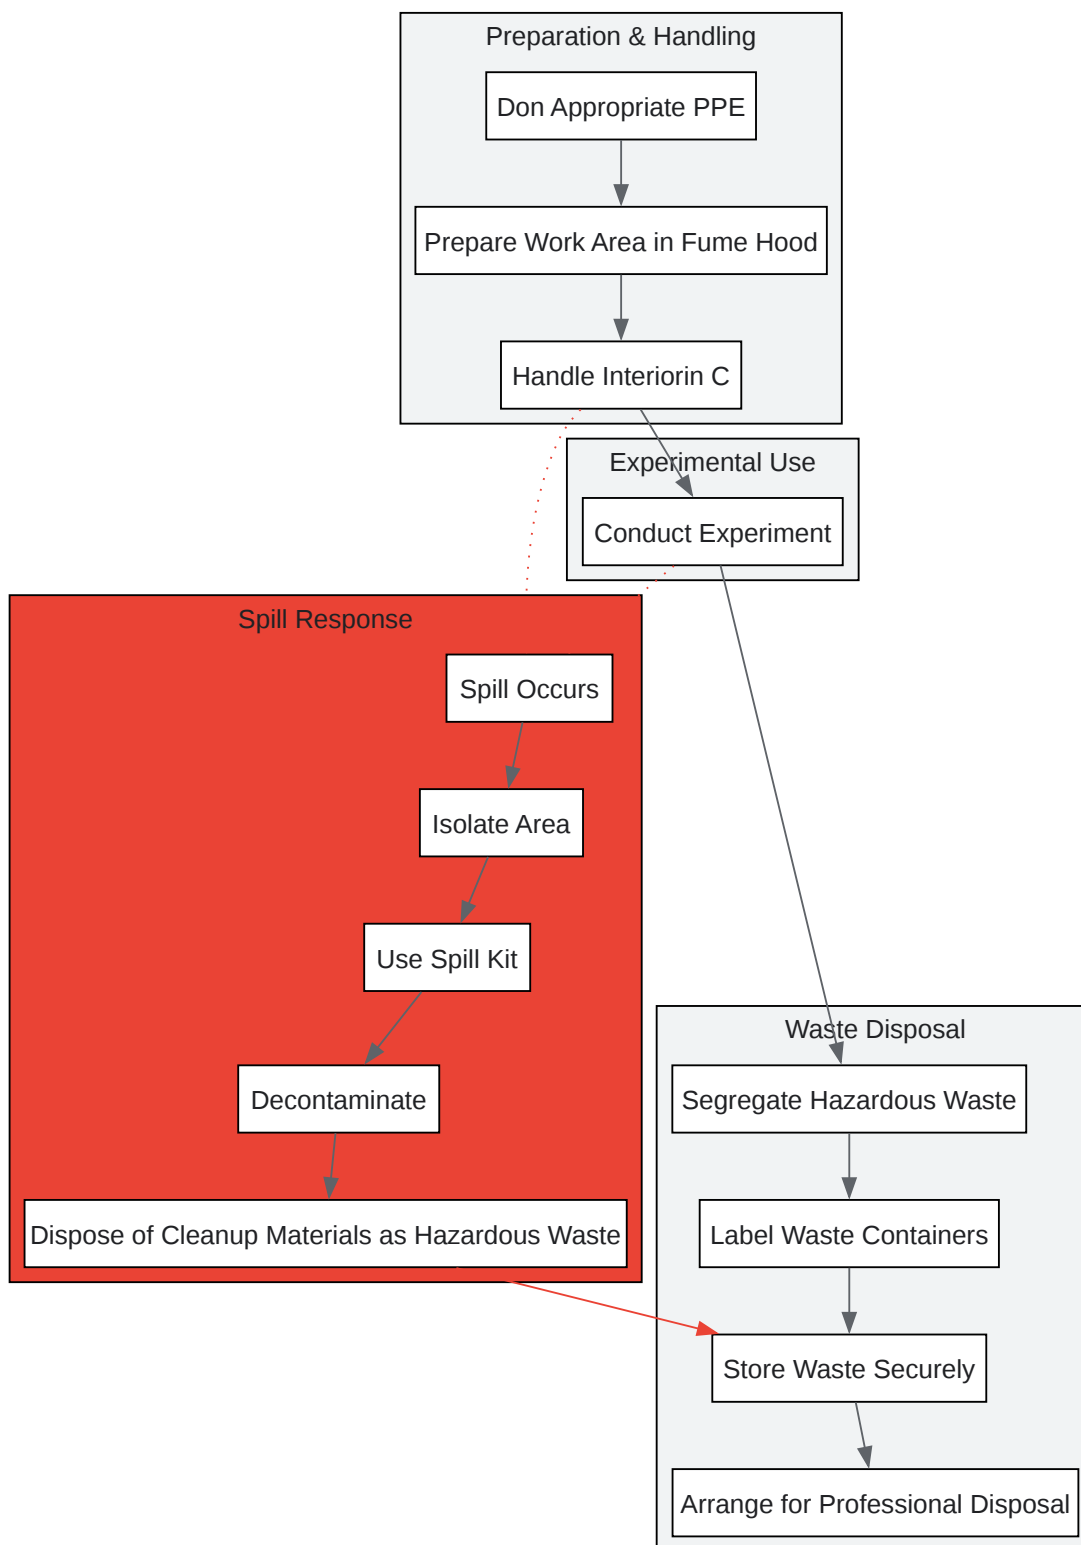 Preparation & Handling
Don Appropriate PPE
Prepare Work Area in Fume Hood
Handle Interiorin C
Experimental Use
Conduct Experiment
Spill Response
Spill Occurs
Isolate Area
Use Spill Kit
Decontaminate
Dispose of Cleanup Materials as Hazardous Waste
Waste Disposal
Segregate Hazardous Waste
Label Waste Containers
Store Waste Securely
Arrange for Professional Disposal